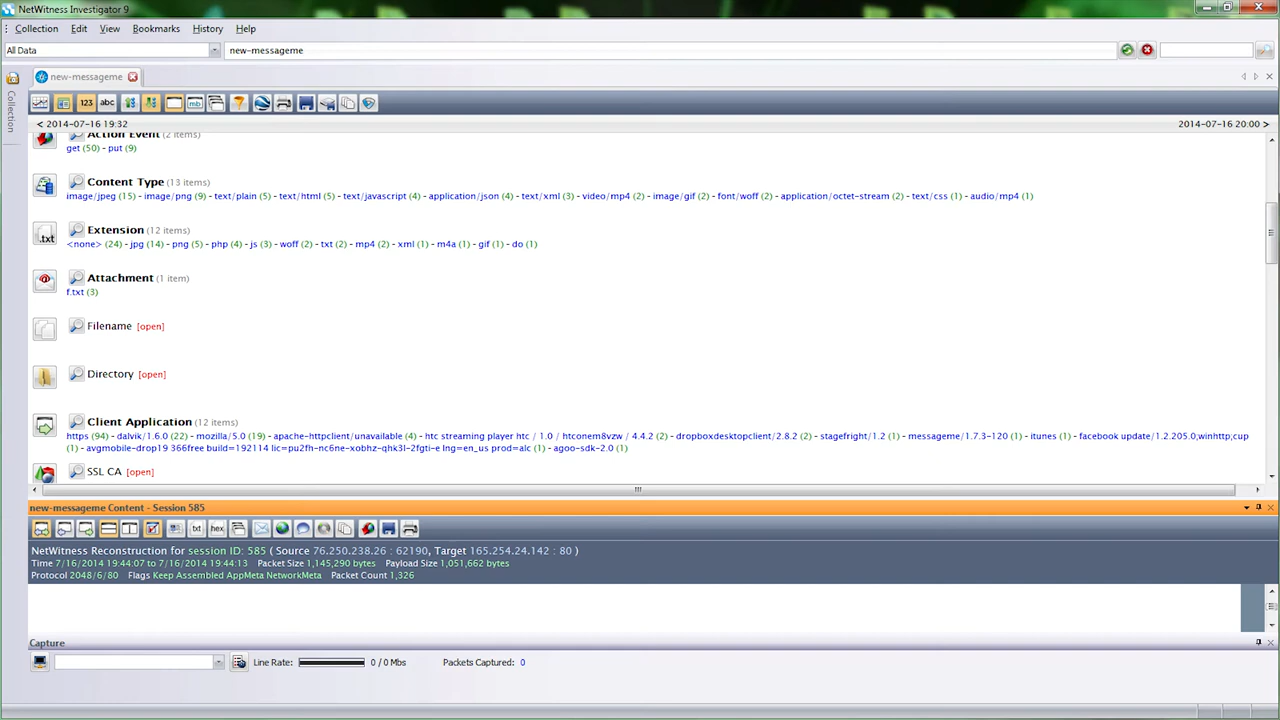 NetWitness Investigator 9
Collection Edit View Bookmarks History Help
All Data new-messageme
new-messageme
Collection
123 abc mb
< 2014-07-16 19:32 2014-07-16 20:00 >
Action Event (2 items)
get (50) - put (9)
Content Type (13 items)
image/jpeg (15) - image/png (9) - text/plain (5) - text/html (5) - text/javascript (4) - application/json (4) - text/xml (3) - video/mp4 (2) - image/gif (2) - font/woff (2) - application/octet-stream (2) - text/css (1) - audio/mp4 (1)
.txt Extension (12 items)
<none> (24) - jpg (14) - png (5) - php (4) - js (3) - woff (2) - txt (2) - mp4 (2) - xml (1) - m4a (1) - gif (1) - do (1)
Attachment (1 item)
f.txt (3)
Filename [open]
Directory [open]
Client Application (12 items)
https (94) - dalvik/1.6.0 (22) - mozilla/5.0 (19) - apache-httpclient/unavailable (4) - htc streaming player htc / 1.0 / htconem8vzw / 4.4.2 (2) - dropboxdesktopclient/2.8.2 (2) - stagefright/1.2 (1) - messageme/1.7.3-120 (1) - itunes (1) - facebook update/1.2.205.0;winhttp;cup
(1) - avgmobile-drop19 366free build=192114 lic=pu2fh-nc6ne-xobhz-qhk3l-2fgti-e lng=en_us prod=alc (1) - agoo-sdk-2.0 (1)
SSL CA [open]
new-messageme Content - Session 585
txt hex
NetWitness Reconstruction for session ID: 585 ( Source 76.250.238.26 : 62190, Target 165.254.24.142 : 80 )
Time 7/16/2014 19:44:07 to 7/16/2014 19:44:13 Packet Size 1,145,290 bytes Payload Size 1,051,662 bytes
Protocol 2048/6/80 Flags Keep Assembled AppMeta NetworkMeta Packet Count 1,326
Capture
Line Rate: 0 / 0 Mbs Packets Captured: 0